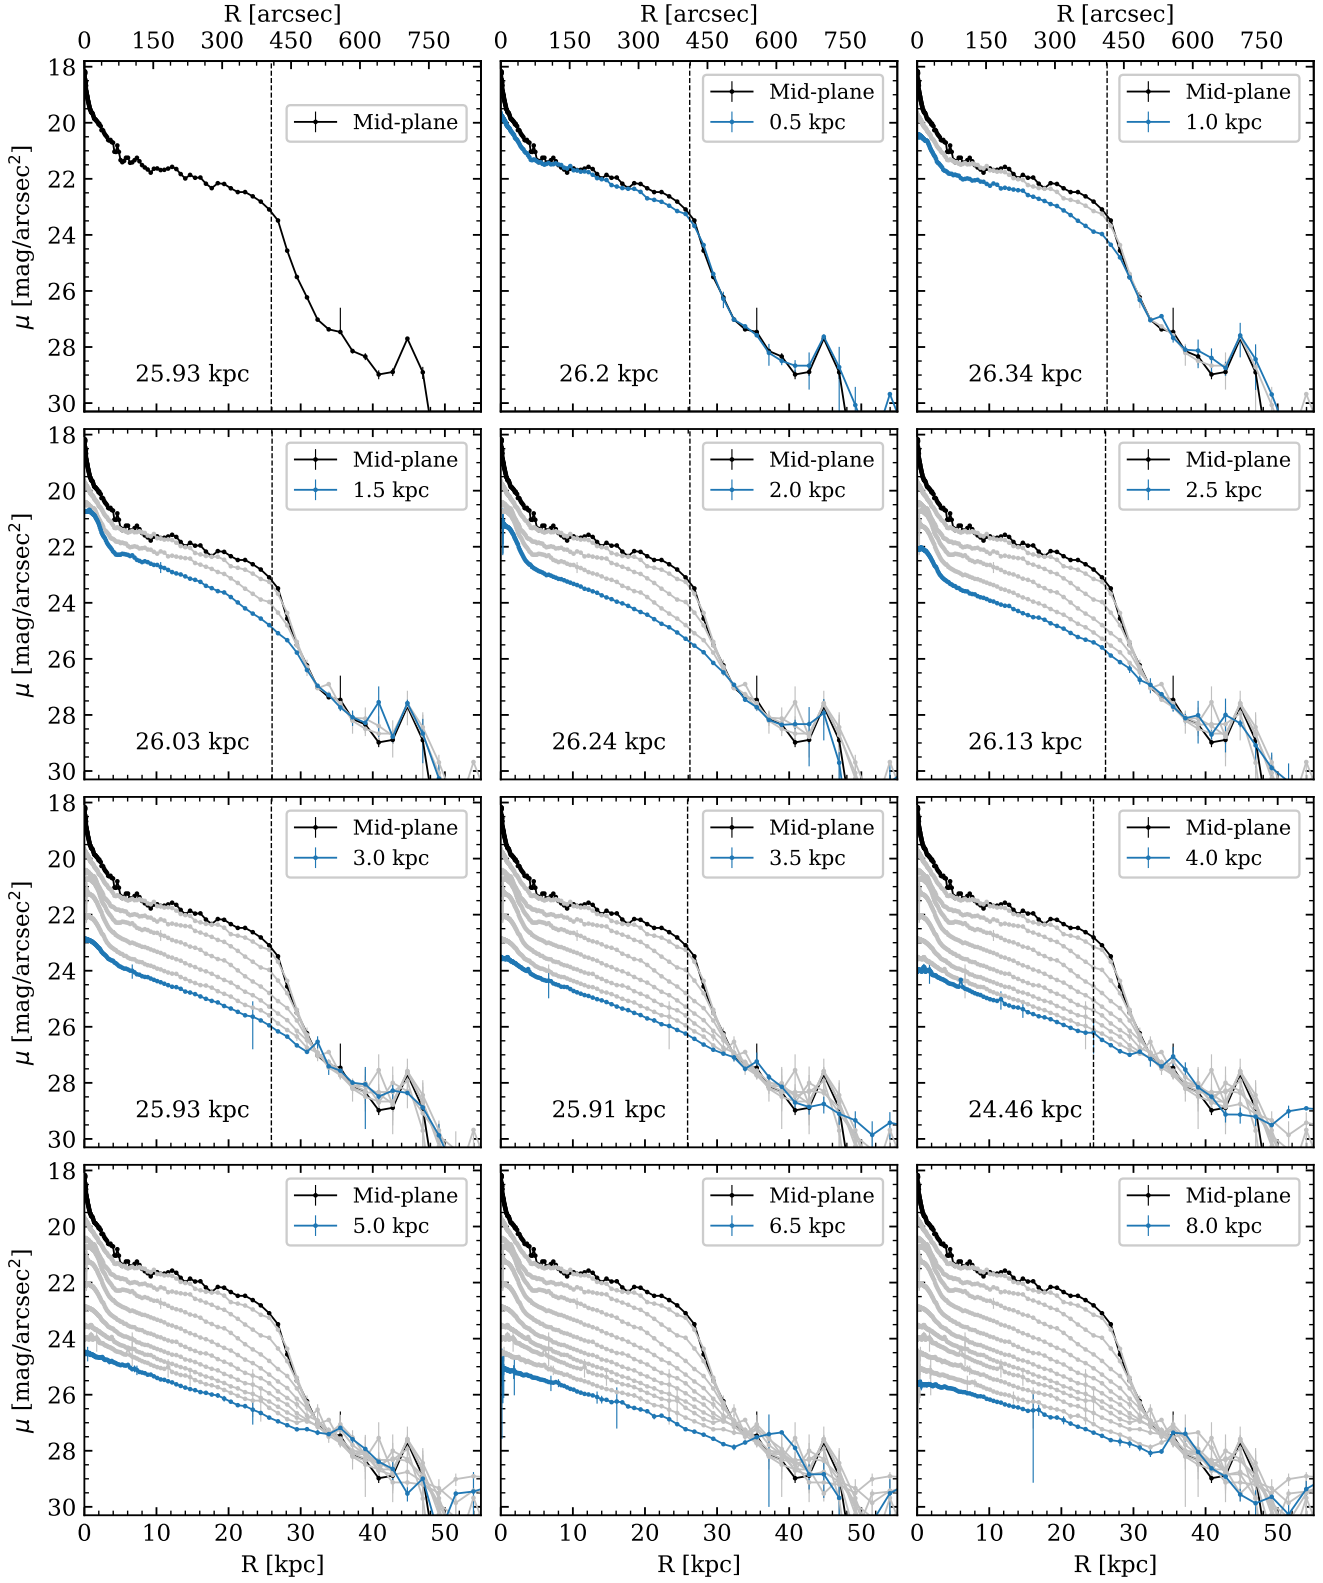 R [arcsec] R [arcsec] R [arcsec]
0 150 300 450 600 750 0 150 300 450 600 750 0 150 300 450 600 750
18
20
22
24
26
28
30
μ [mag/arcsec²]
Mid-plane
25.93 kpc
Mid-plane
0.5 kpc
26.2 kpc
Mid-plane
1.0 kpc
26.34 kpc
18
20
22
24
26
28
30
μ [mag/arcsec²]
Mid-plane
1.5 kpc
26.03 kpc
Mid-plane
2.0 kpc
26.24 kpc
Mid-plane
2.5 kpc
26.13 kpc
18
20
22
24
26
28
30
μ [mag/arcsec²]
Mid-plane
3.0 kpc
25.93 kpc
Mid-plane
3.5 kpc
25.91 kpc
Mid-plane
4.0 kpc
24.46 kpc
18
20
22
24
26
28
30
μ [mag/arcsec²]
Mid-plane
5.0 kpc
Mid-plane
6.5 kpc
Mid-plane
8.0 kpc
0 10 20 30 40 50 0 10 20 30 40 50 0 10 20 30 40 50
R [kpc] R [kpc] R [kpc]